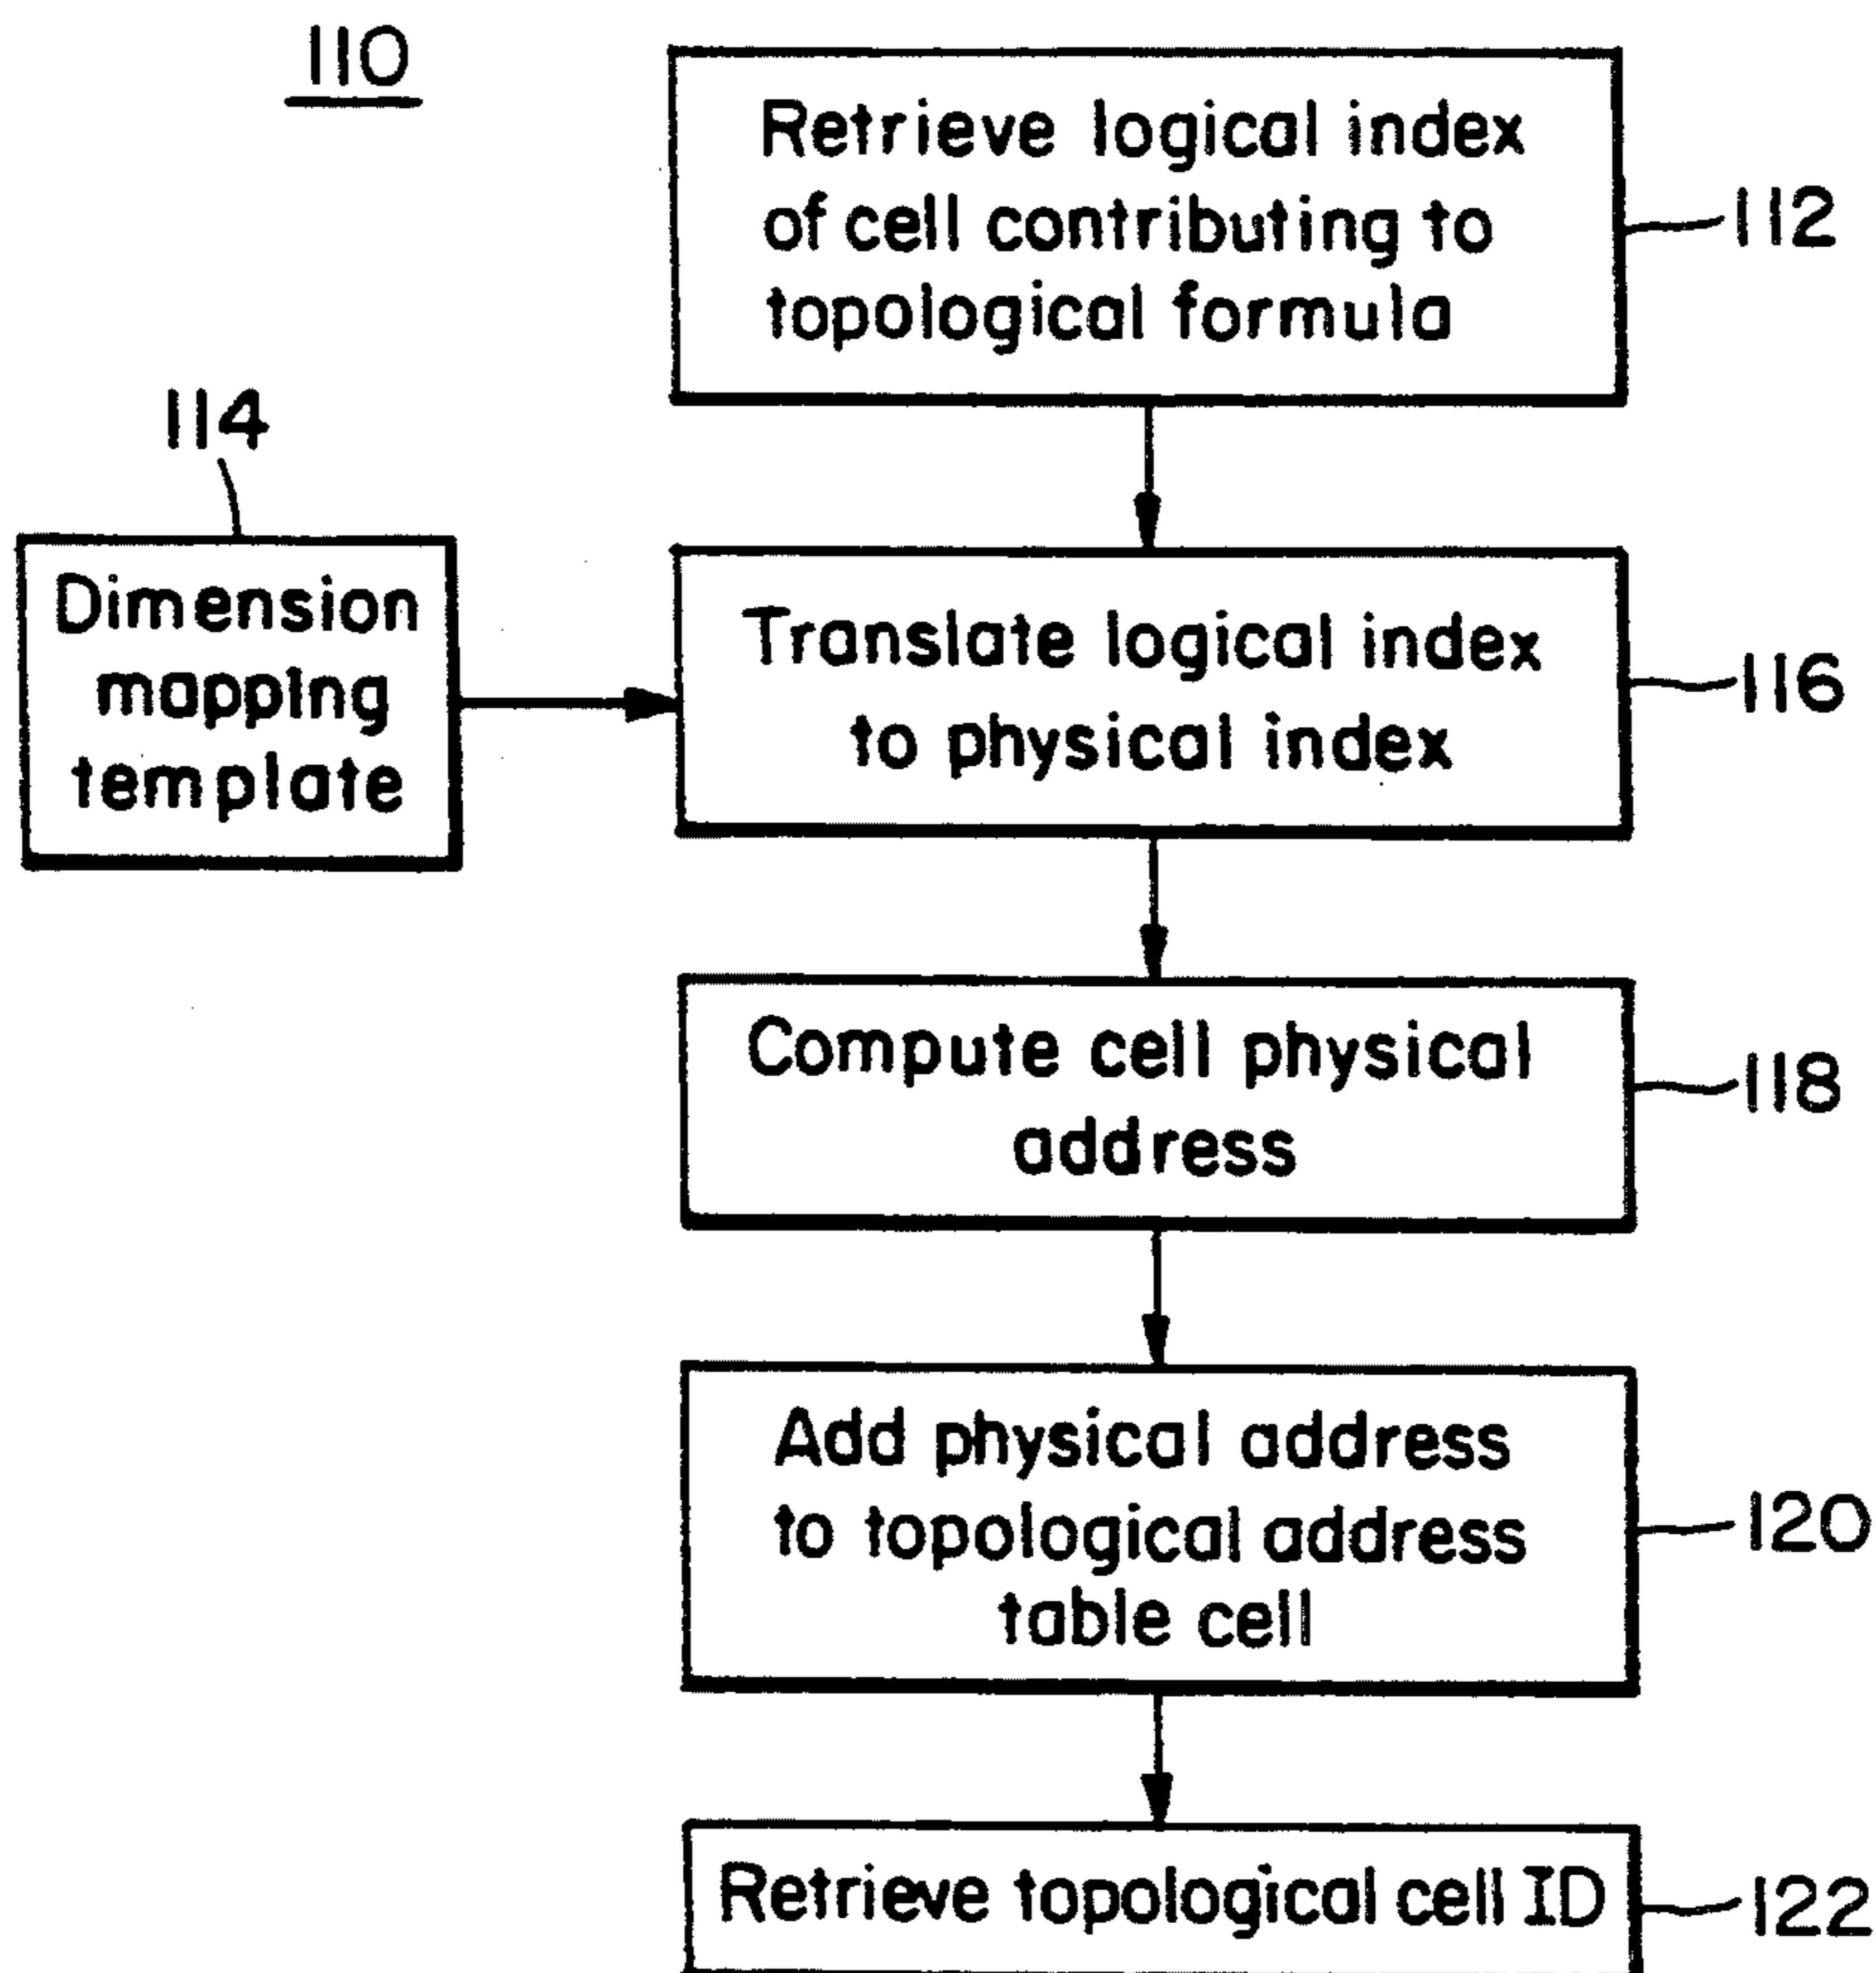 110
Retrieve logical index
of cell contributing to
topological formula
112
114
Dimension
mapping
template
Translate logical index
to physical index
116
Compute cell physical
address
118
Add physical address
to topological address
table cell
120
Retrieve topological cell ID
122